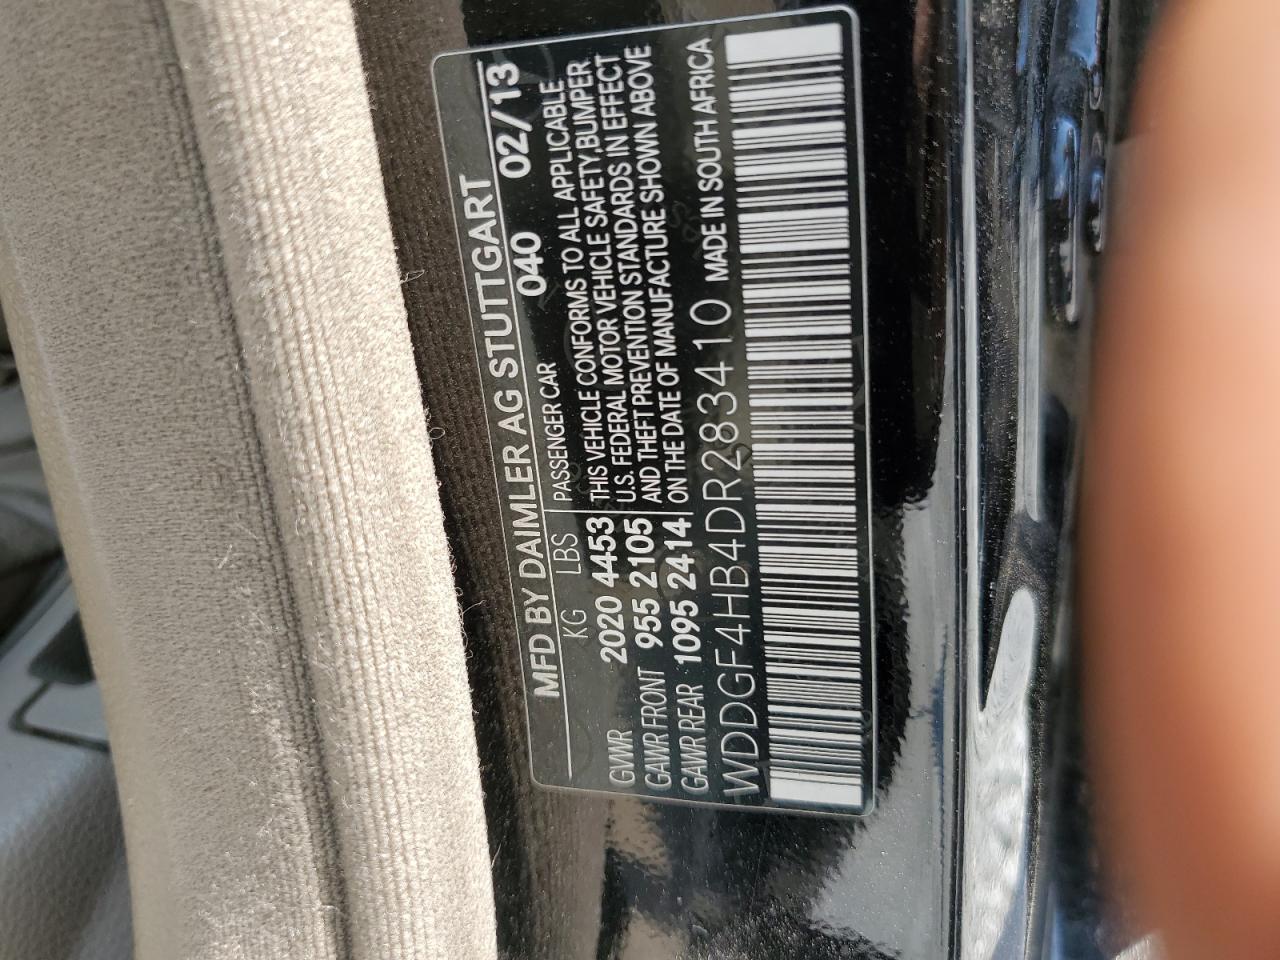 MFD BY DAIMLER AG STUTTGART
KG LBS PASSENGER CAR 040 02/13
GVWR 2020 4453 THIS VEHICLE CONFORMS TO ALL APPLICABLE
GAWR FRONT 955 2105 U.S. FEDERAL MOTOR VEHICLE SAFETY,BUMPER
GAWR REAR 1095 2414 AND THEFT PREVENTION STANDARDS IN EFFECT
ON THE DATE OF MANUFACTURE SHOWN ABOVE
WDDGF4HB4DR283410 MADE IN SOUTH AFRICA